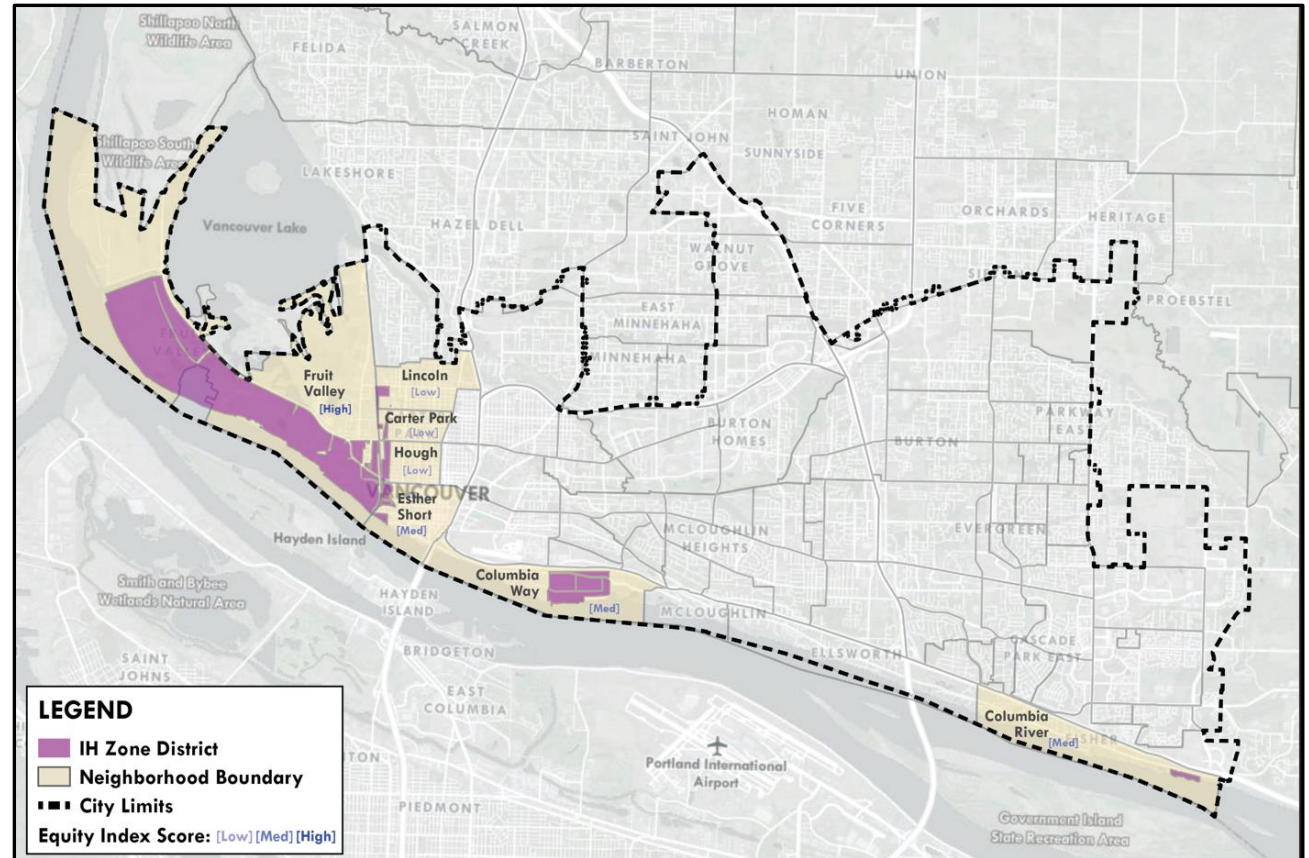 Shillapoo North
Wildlife Area
SALMON
CREEK
FELIDA
BARBERTON
UNION
HOMAN
SAINT JOHN
SUNNYSIDE
Shillapoo South
Wildlife Area
LAKESHORE
FIVE
CORNERS
ORCHARDS
HERITAGE
Vancouver Lake
HAZEL DELL
WALNUT
GROVE
PROEBSTEL
EAST
MINNEHAHA
MINNEHAHA
Fruit
Valley
[High]
Lincoln
[Low]
Carter Park
[Low]
Hough
[Low]
VANCOUVER
Esther
Short
[Med]
BURTON
HOMES
BURTON
PARKWAY
EAST
EVERGREEN
MCLOUGHLIN
HEIGHTS
Hayden Island
Columbia
Way
[Med]
MCLOUGHLIN
Smith and Bybee
Wetlands Natural Area
HAYDEN
ISLAND
BRIDGETON
ELLSWORTH
CASCADE
PARK EAST
SAINT
JOHNS
EAST
COLUMBIA
Columbia
River
[Med]
FISHER
Portland International
Airport
PIEDMONT
Government Island
State Recreation Area
LEGEND
IH Zone District
Neighborhood Boundary
City Limits
Equity Index Score: [Low] [Med] [High]